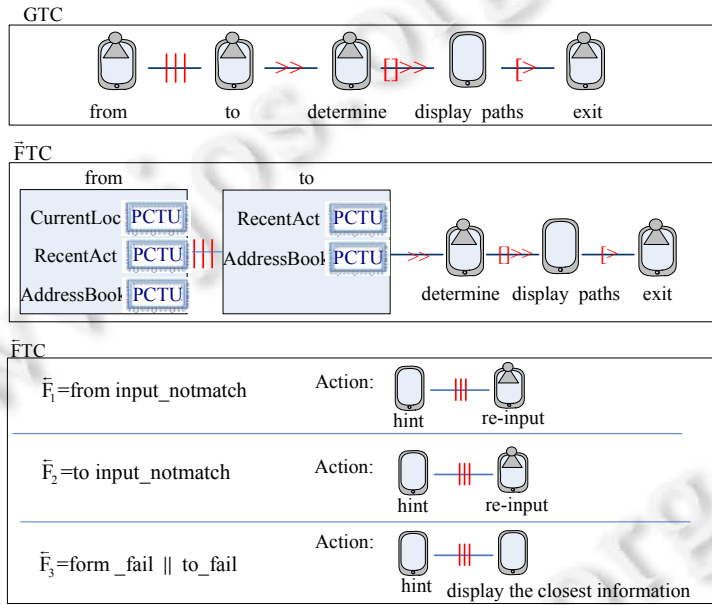 GTC
||| >> []>> [>
from to determine display paths exit
F⃗TC
from to
CurrentLoc PCTU
RecentAct PCTU
AddressBook PCTU
|||
RecentAct PCTU
AddressBook PCTU
>> []>> [>
determine display paths exit
F⃖TC
F⃖₁=from input_notmatch
Action:
|||
hint re-input
F⃖₂=to input_notmatch
Action:
|||
hint re-input
F⃖₃=form _fail || to_fail
Action:
|||
hint display the closest information